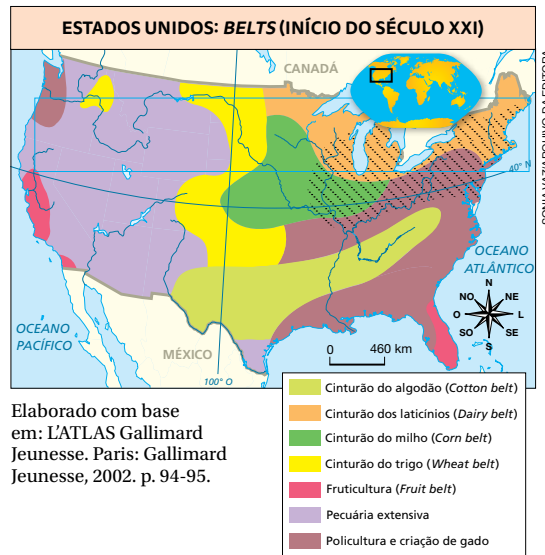 ESTADOS UNIDOS: BELTS (INÍCIO DO SÉCULO XXI)
CANADÁ
40° N
OCEANO
ATLÂNTICO
N
NO
NE
O
L
SO
SE
S
OCEANO
PACÍFICO
MÉXICO
0
460 km
100° O
Elaborado com base
em: L’ATLAS Gallimard
Jeunesse. Paris: Gallimard
Jeunesse, 2002. p. 94-95.
Cinturão do algodão (Cotton belt)
Cinturão dos laticínios (Dairy belt)
Cinturão do milho (Corn belt)
Cinturão do trigo (Wheat belt)
Fruticultura (Fruit belt)
Pecuária extensiva
Policultura e criação de gado